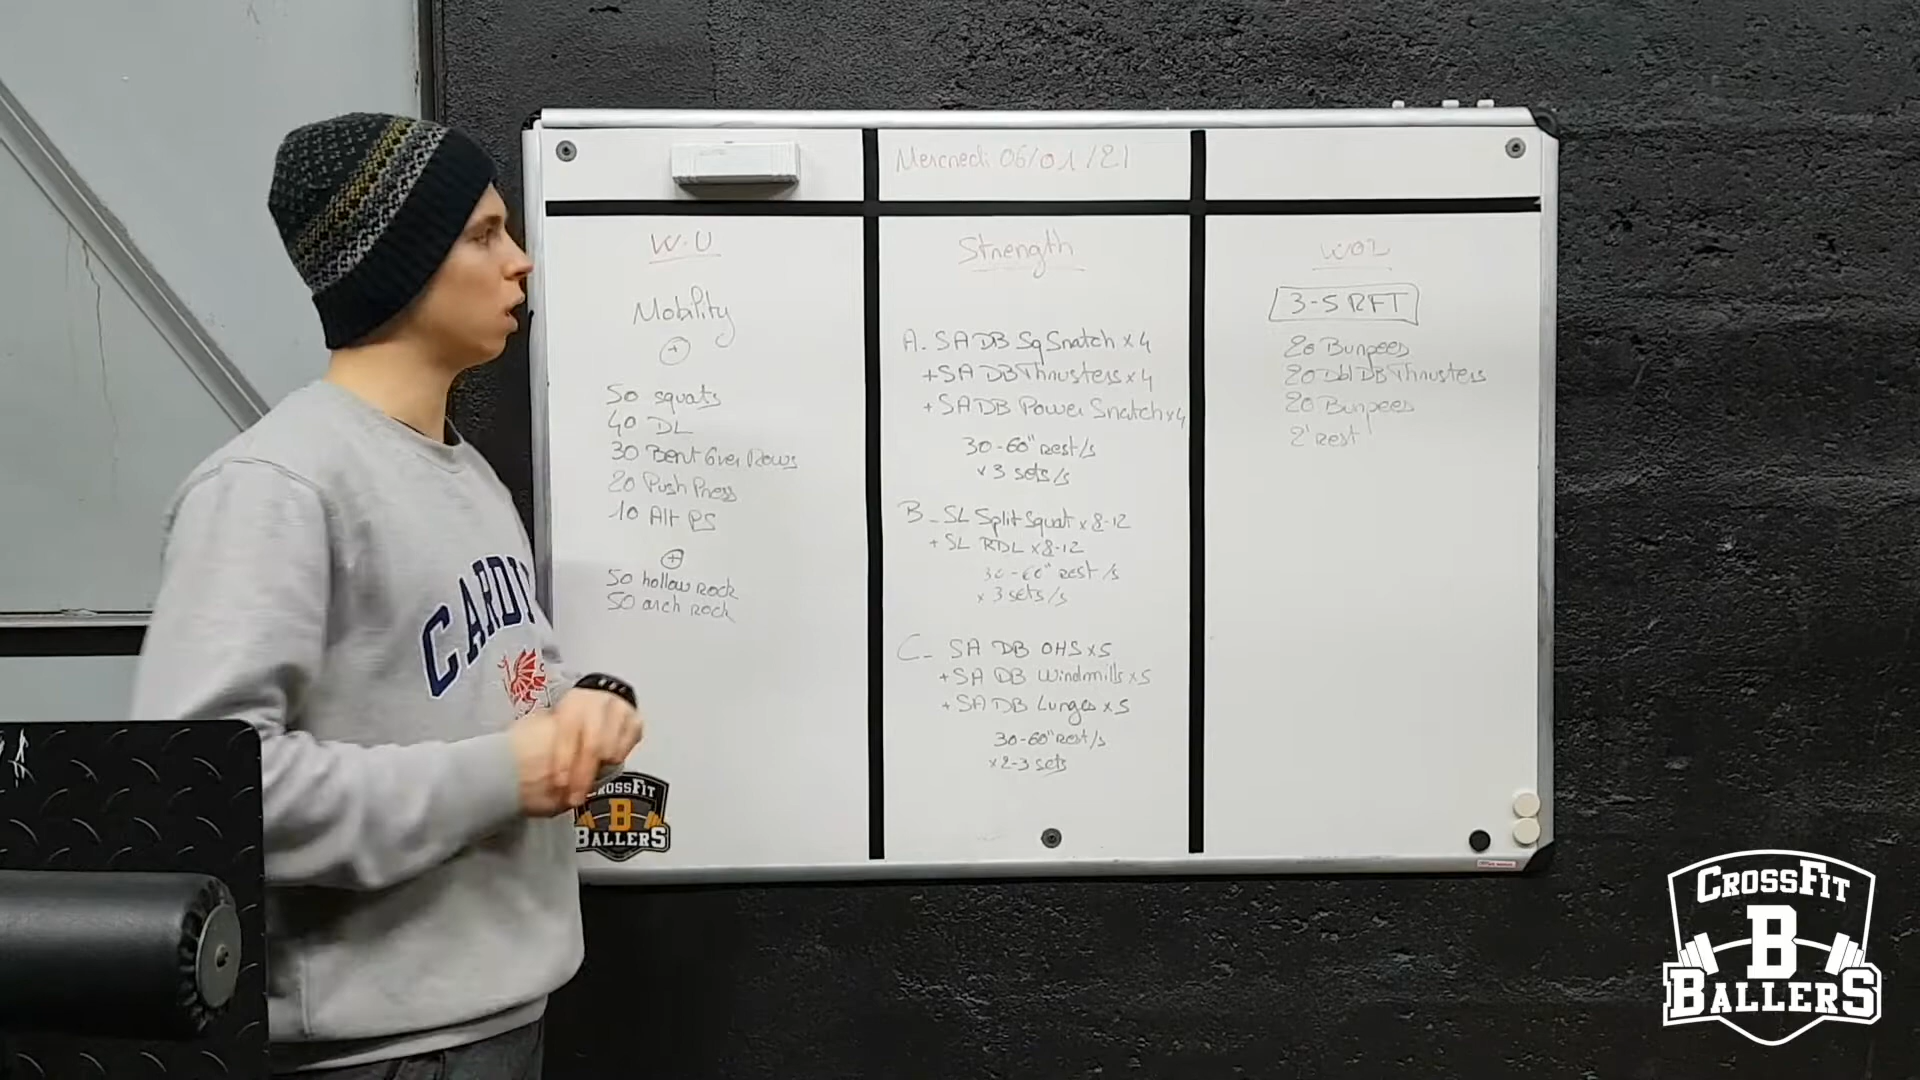 Mercredi 06/01/21
W.U
Mobility
+
50 squats
40 DL
30 Bent Over Rows
20 Push Press
10 Alt PS
+
50 hollow rock
50 arch rock
Strength
A- SA DB Sq Snatch x 4
+ SA DB Thrusters x 4
+ SA DB Power Snatch x 4
30-60" rest/s
x 3 sets/s
B- SL Split Squat x 8-12
+ SL RDL x 8-12
30-60" rest/s
x 3 sets/s
C- SA DB OHS x 5
+ SA DB Windmills x 5
+ SA DB Lunges x 5
30-60" rest/s
x 2-3 sets
WOD
3-5 RFT
20 Burpees
20 Dbl DB Thrusters
20 Burpees
2' rest
CARDI
CROSSFIT
B
BALLERS
CROSSFIT
B
BALLERS